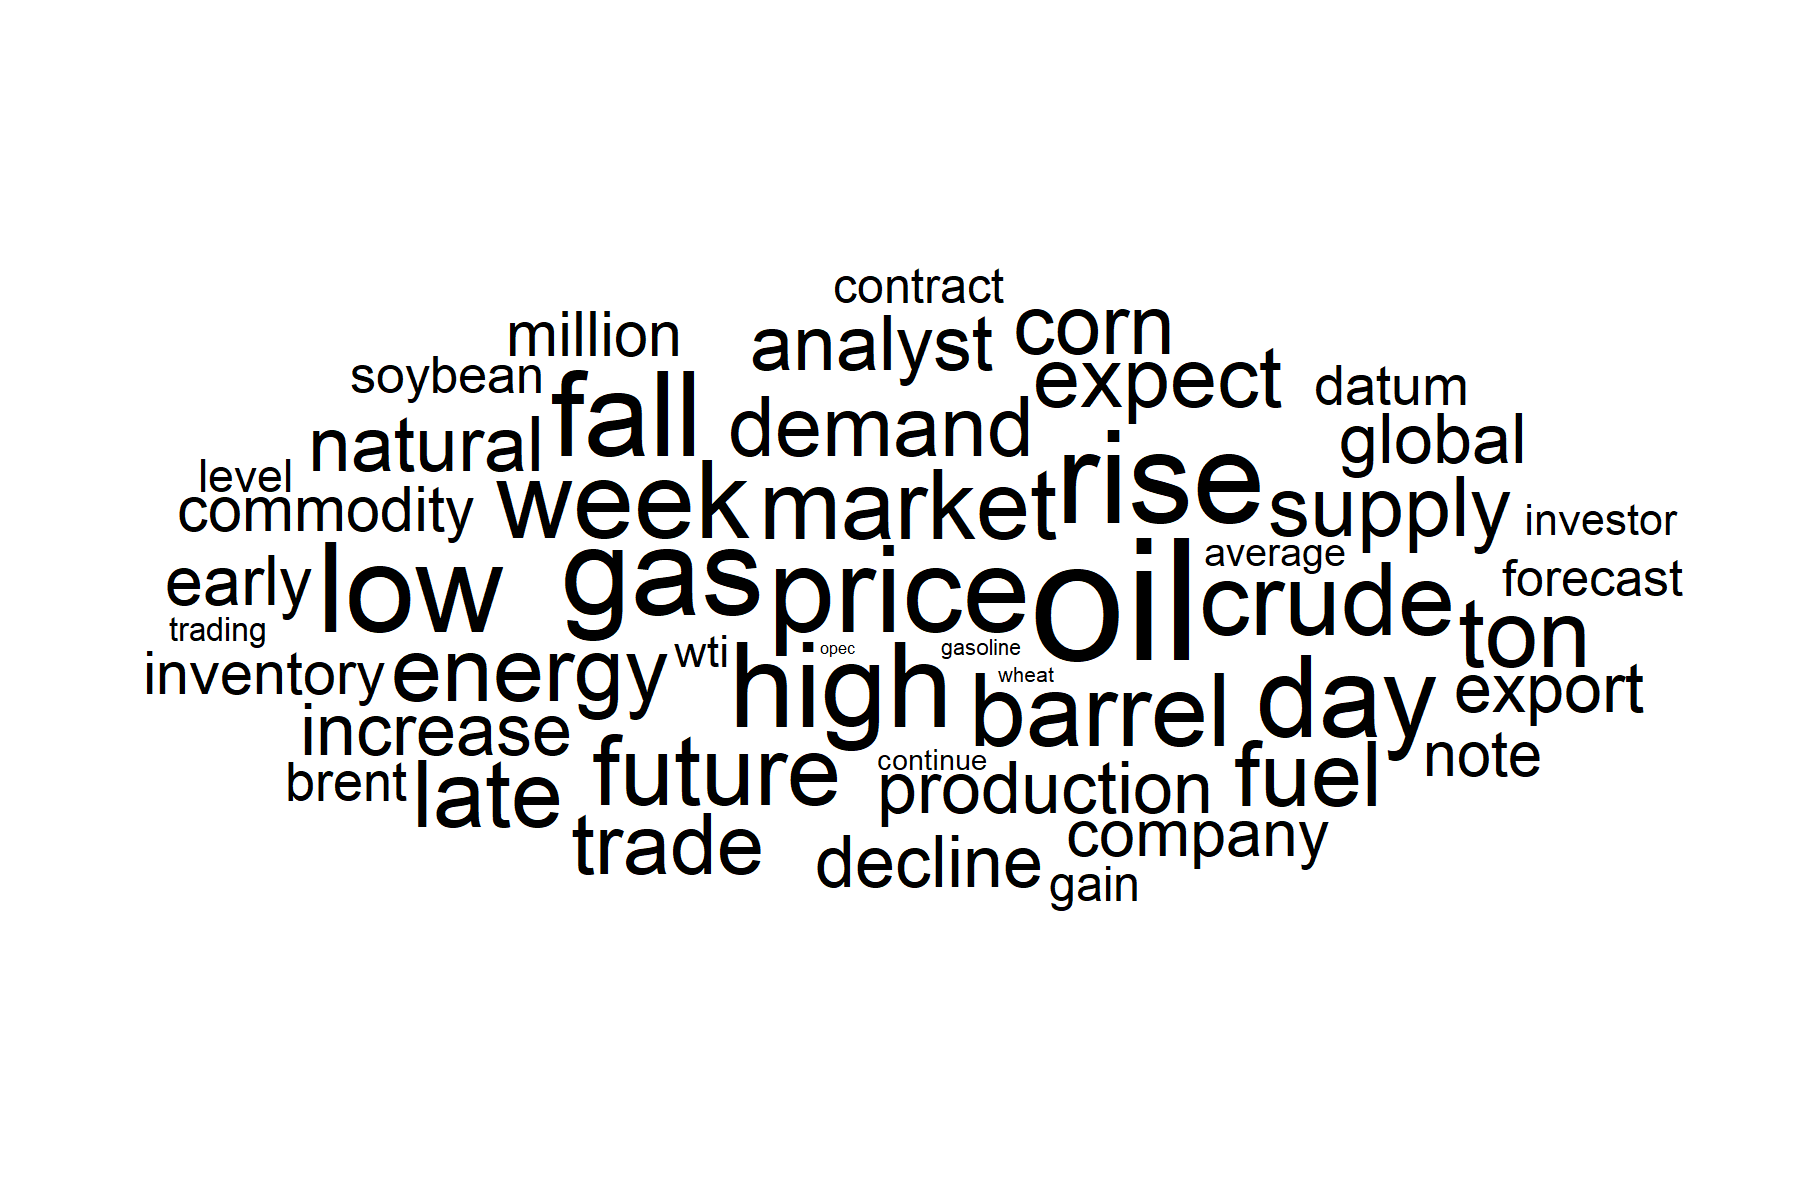 contract
million analyst corn
soybean fall demand expect datum
level natural week market rise global
commodity supply investor
early low gas price oil average crude forecast
trading wti opec gasoline ton
inventory energy high wheat barrel day export
increase future continue note
brent late production fuel
trade decline company
gain